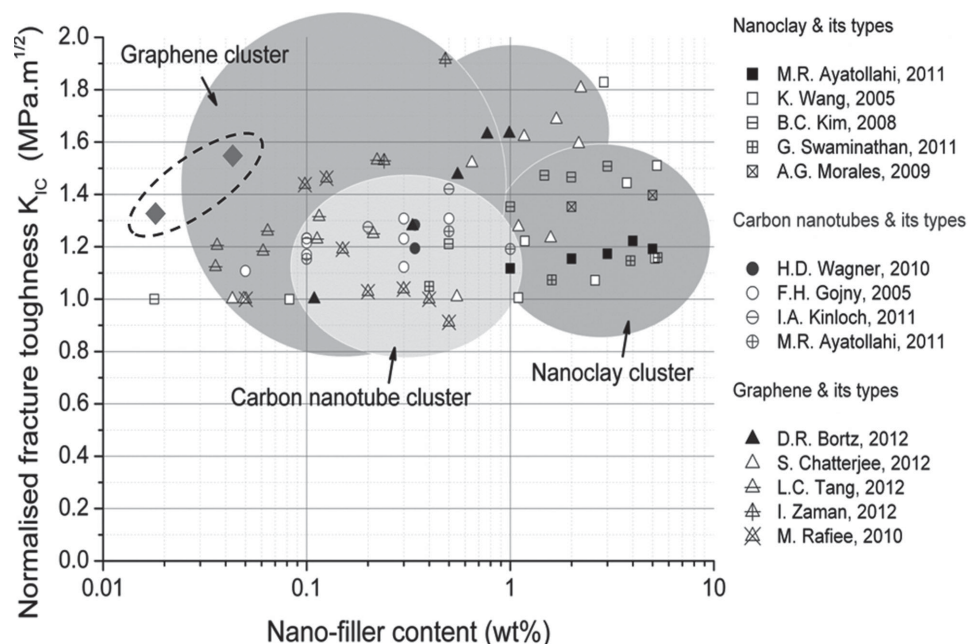 Normalised fracture toughness K_IC (MPa.m^1/2)
2.0
1.8
1.6
1.4
1.2
1.0
0.8
0.6
0.4
0.2
0.0
0.01
0.1
1
10
Nano-filler content (wt%)
Graphene cluster
Carbon nanotube cluster
Nanoclay cluster
Nanoclay & its types
M.R. Ayatollahi, 2011
K. Wang, 2005
B.C. Kim, 2008
G. Swaminathan, 2011
A.G. Morales, 2009
Carbon nanotubes & its types
H.D. Wagner, 2010
F.H. Gojny, 2005
I.A. Kinloch, 2011
M.R. Ayatollahi, 2011
Graphene & its types
D.R. Bortz, 2012
S. Chatterjee, 2012
L.C. Tang, 2012
I. Zaman, 2012
M. Rafiee, 2010